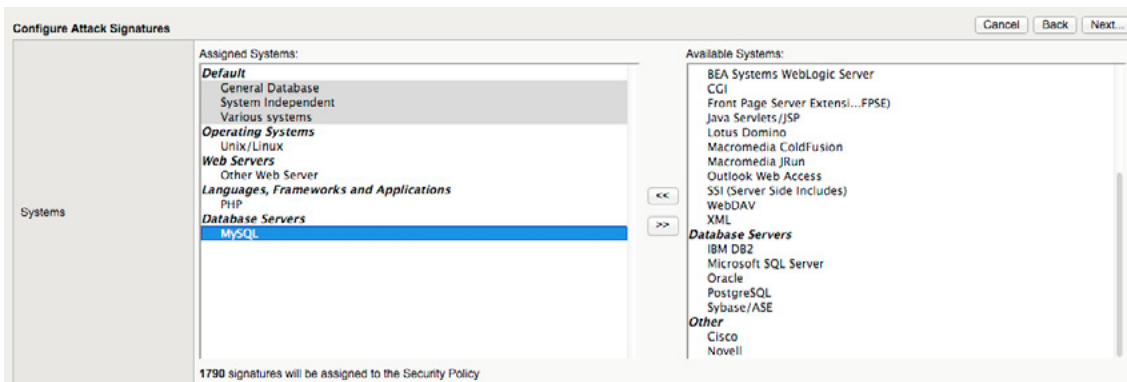 Configure Attack Signatures
Cancel
Back
Next...
Systems
Assigned Systems:
Default
General Database
System Independent
Various systems
Operating Systems
Unix/Linux
Web Servers
Other Web Server
Languages, Frameworks and Applications
PHP
Database Servers
MySQL
<<
>>
Available Systems:
BEA Systems WebLogic Server
CGI
Front Page Server Extensi...FPSE)
Java Servlets/JSP
Lotus Domino
Macromedia ColdFusion
Macromedia JRun
Outlook Web Access
SSI (Server Side Includes)
WebDAV
XML
Database Servers
IBM DB2
Microsoft SQL Server
Oracle
PostgreSQL
Sybase/ASE
Other
Cisco
Novell
1790 signatures will be assigned to the Security Policy